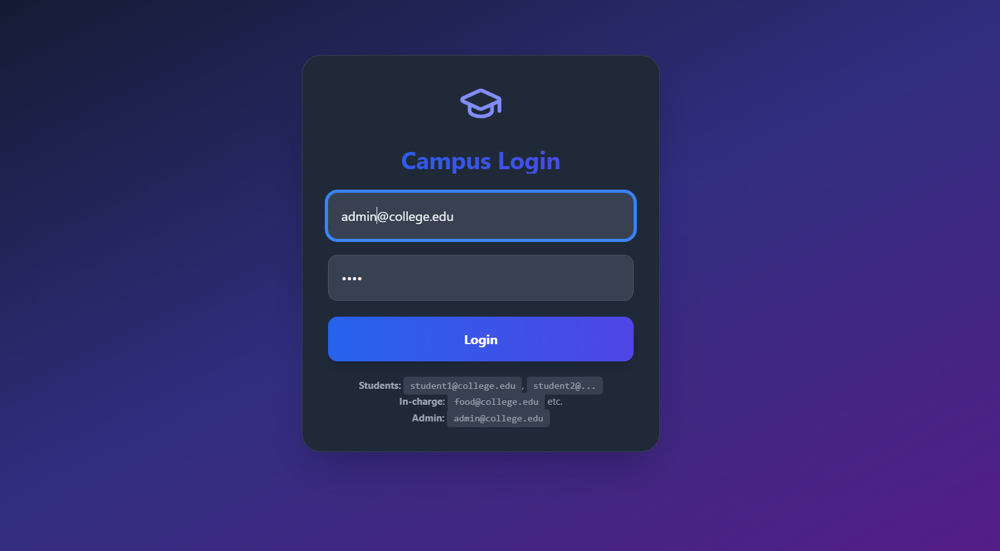 Campus Login
admin@college.edu
••••
Login
Students: student1@college.edu, student2@...
In-charge: food@college.edu etc.
Admin: admin@college.edu